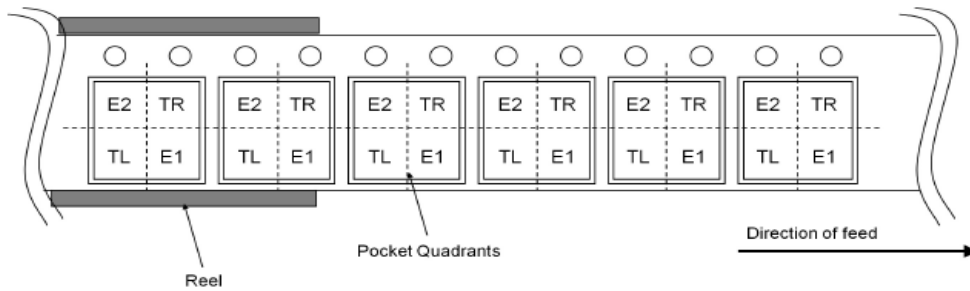 E2 TR E2 TR E2 TR E2 TR E2 TR E2 TR
TL E1 TL E1 TL E1 TL E1 TL E1 TL E1
Direction of feed
Pocket Quadrants
Reel